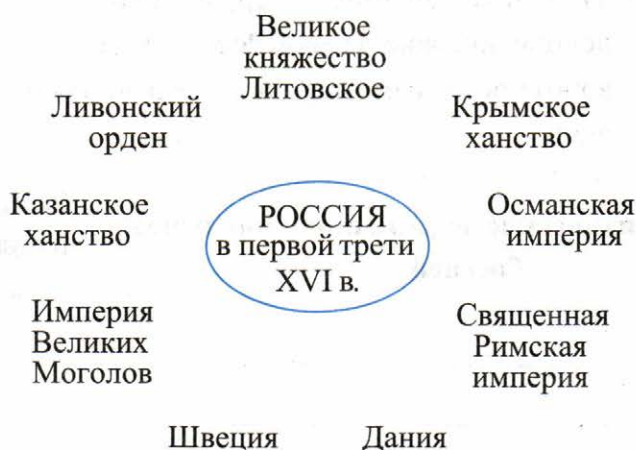 Великое
княжество
Литовское
Ливонский
орден
Крымское
ханство
Казанское
ханство
РОССИЯ
в первой трети
XVI в.
Османская
империя
Империя
Великих
Моголов
Священная
Римская
империя
Швеция
Дания